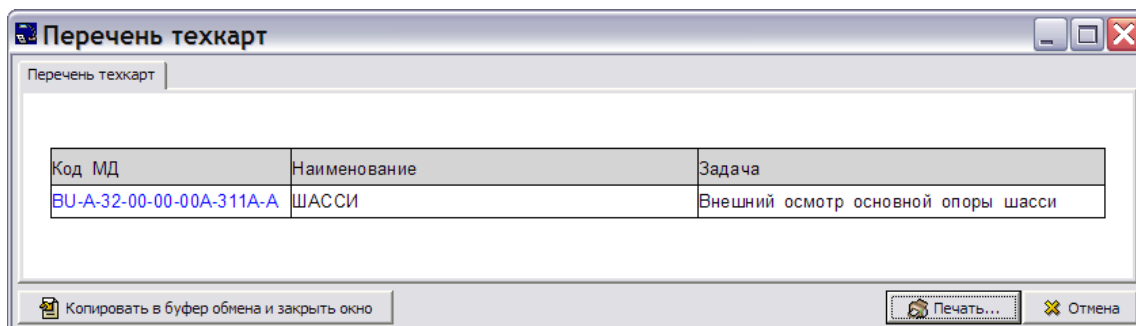 Перечень техкарт
Перечень техкарт
Код МД Наименование Задача
BU-A-32-00-00-00A-311A-A ШАССИ Внешний осмотр основной опоры шасси
Копировать в буфер обмена и закрыть окно Печать... Отмена